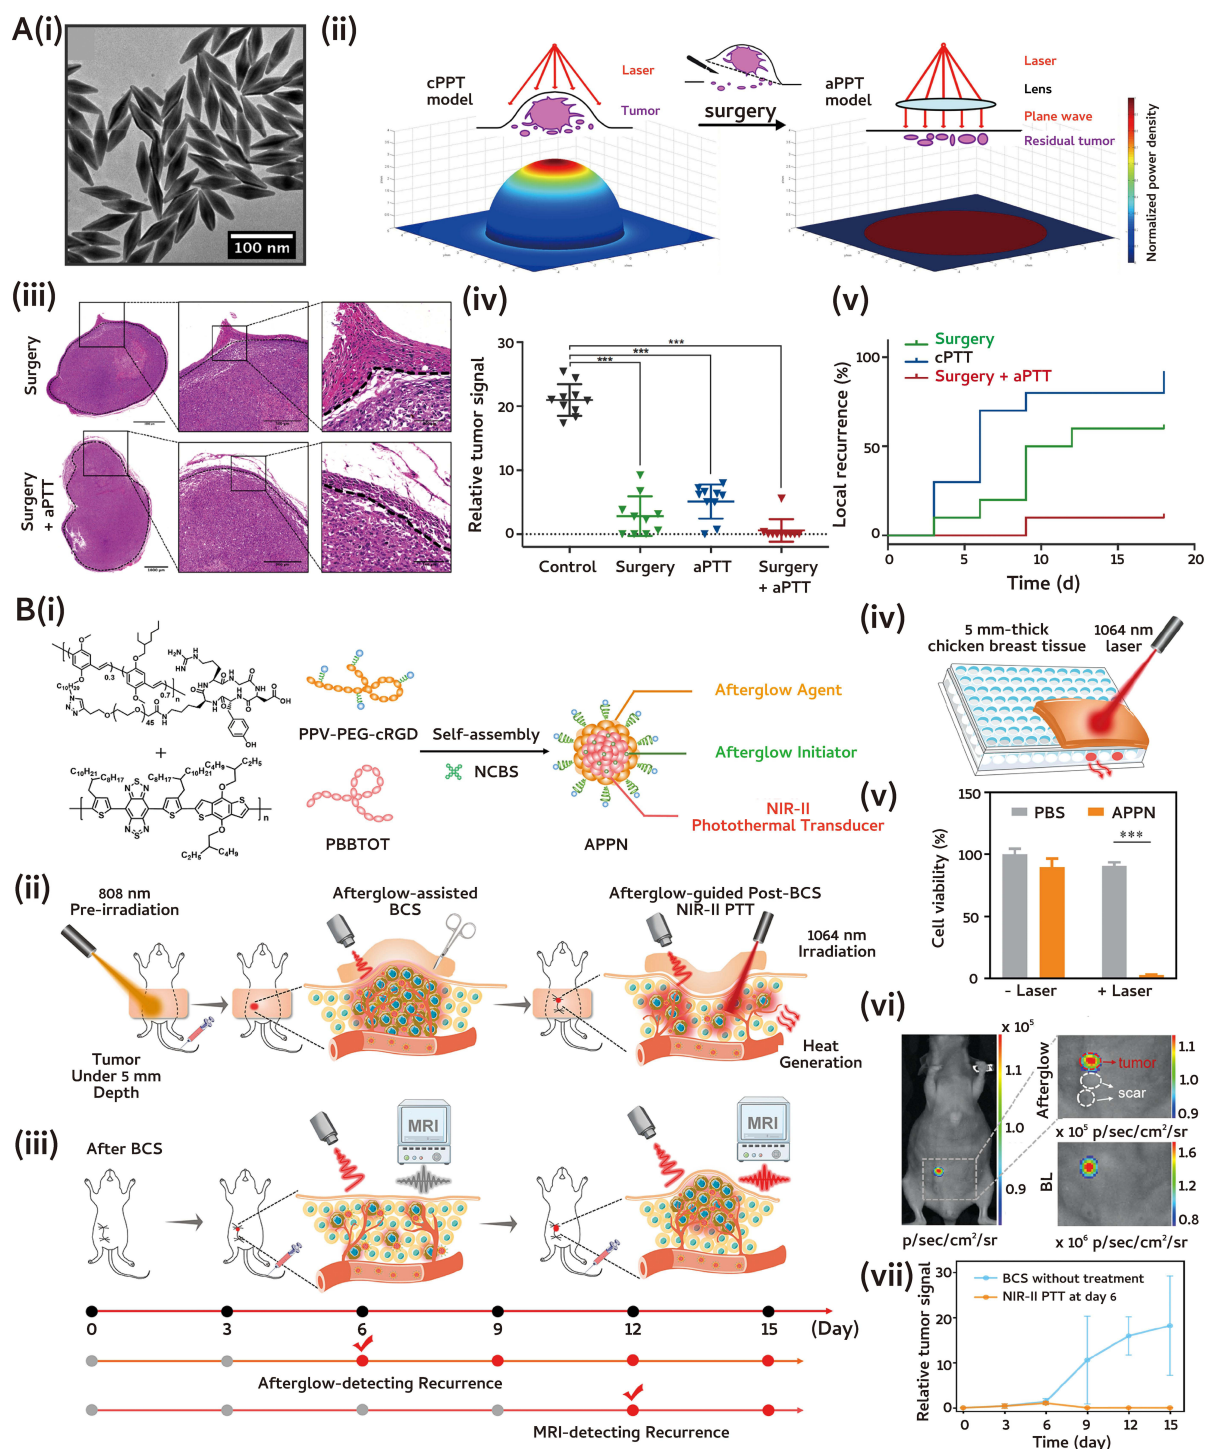 A(i)
100 nm
(ii)
cPPT
model
Laser
Tumor
surgery
aPPT
model
Laser
Lens
Plane wave
Residual tumor
Normalized power density
(iii)
Surgery
Surgery
+ aPTT
(iv)
Relative tumor signal
30
20
10
0
***
***
***
Control
Surgery
aPTT
Surgery
+ aPTT
(v)
Local recurrence (%)
100
50
0
Surgery
cPTT
Surgery + aPTT
0
5
10
15
20
Time (d)
B(i)
PPV-PEG-cRGD
+
PBBTOT
Self-assembly
NCBS
APPN
Afterglow Agent
Afterglow Initiator
NIR-II
Photothermal Transducer
(ii)
808 nm
Pre-irradiation
Tumor
Under 5 mm
Depth
Afterglow-assisted
BCS
Afterglow-guided Post-BCS
NIR-II PTT
1064 nm
Irradiation
Heat
Generation
(iii)
After BCS
MRI
MRI
0
3
6
9
12
15
(Day)
Afterglow-detecting Recurrence
MRI-detecting Recurrence
(iv)
5 mm-thick
chicken breast tissue
1064 nm
laser
(v)
Cell viability (%)
150
100
50
0
PBS
APPN
***
- Laser
+ Laser
(vi)
x 10⁵
1.1
1.0
0.9
p/sec/cm²/sr
Afterglow
tumor
scar
1.1
1.0
0.9
x 10⁵ p/sec/cm²/sr
BL
1.6
1.2
0.8
x 10⁶ p/sec/cm²/sr
(vii)
Relative tumor signal
30
20
10
0
BCS without treatment
NIR-II PTT at day 6
0
3
6
9
12
15
Time (day)